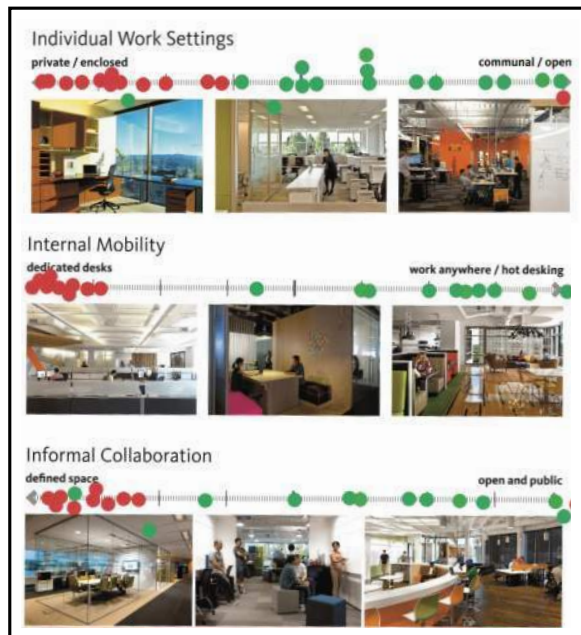 Individual Work Settings
private / enclosed communal / open
Internal Mobility
dedicated desks work anywhere / hot desking
Informal Collaboration
defined space open and public